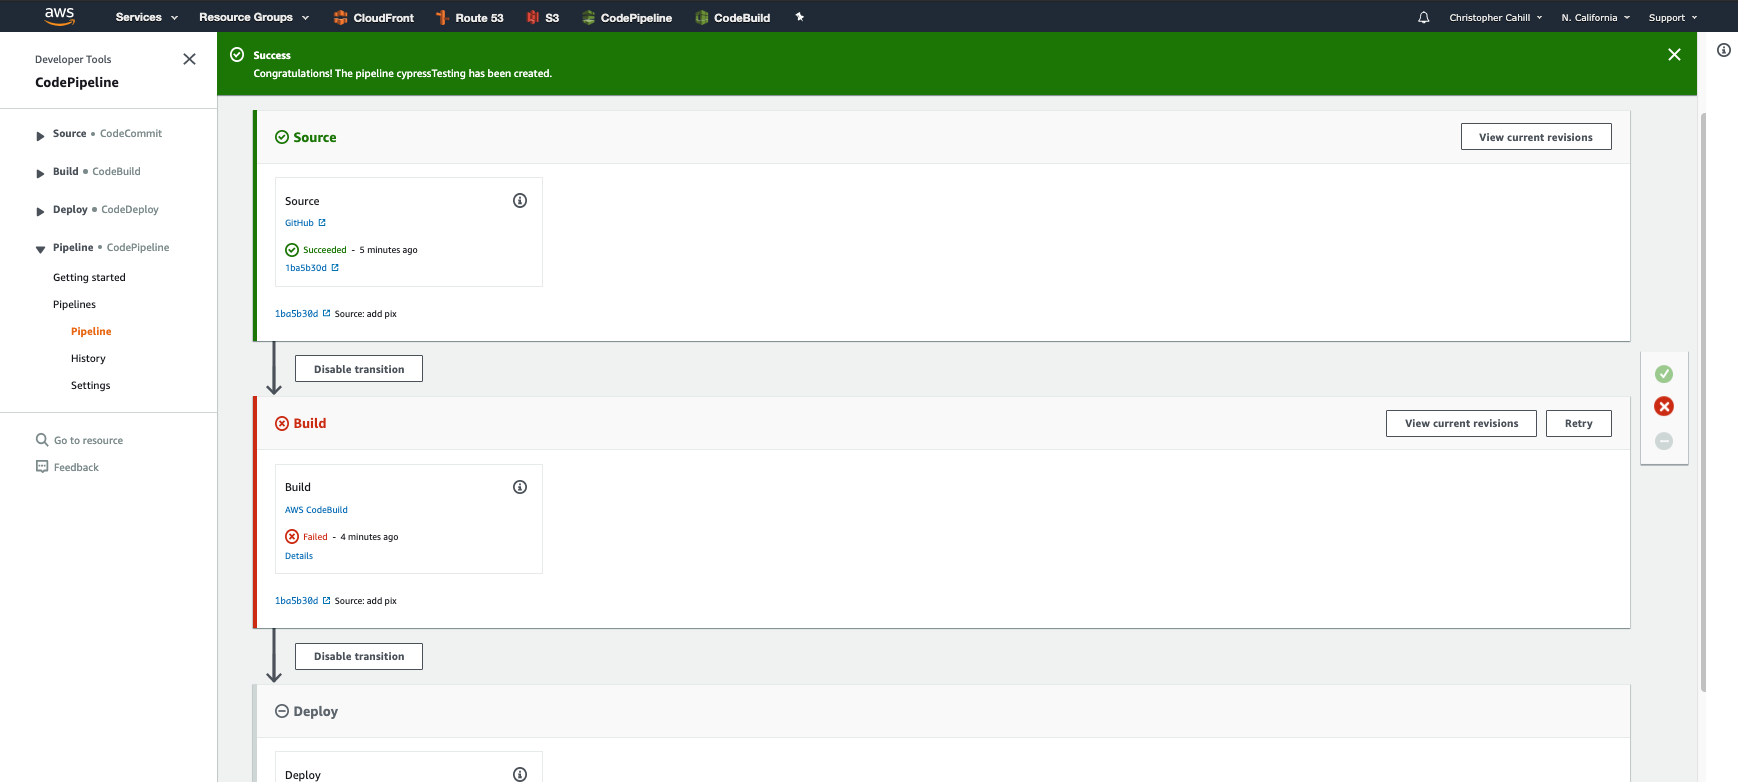 aws Services Resource Groups CloudFront Route 53 S3 CodePipeline CodeBuild Christopher Cahill N. California Support
Developer Tools
CodePipeline
Source • CodeCommit
Build • CodeBuild
Deploy • CodeDeploy
Pipeline • CodePipeline
Getting started
Pipelines
Pipeline
History
Settings
Go to resource
Feedback
Success
Congratulations! The pipeline cypressTesting has been created.
Source
View current revisions
Source
GitHub
Succeeded - 5 minutes ago
1ba5b30d
1ba5b30d Source: add pix
Disable transition
Build
View current revisions Retry
Build
AWS CodeBuild
Failed - 4 minutes ago
Details
1ba5b30d Source: add pix
Disable transition
Deploy
Deploy